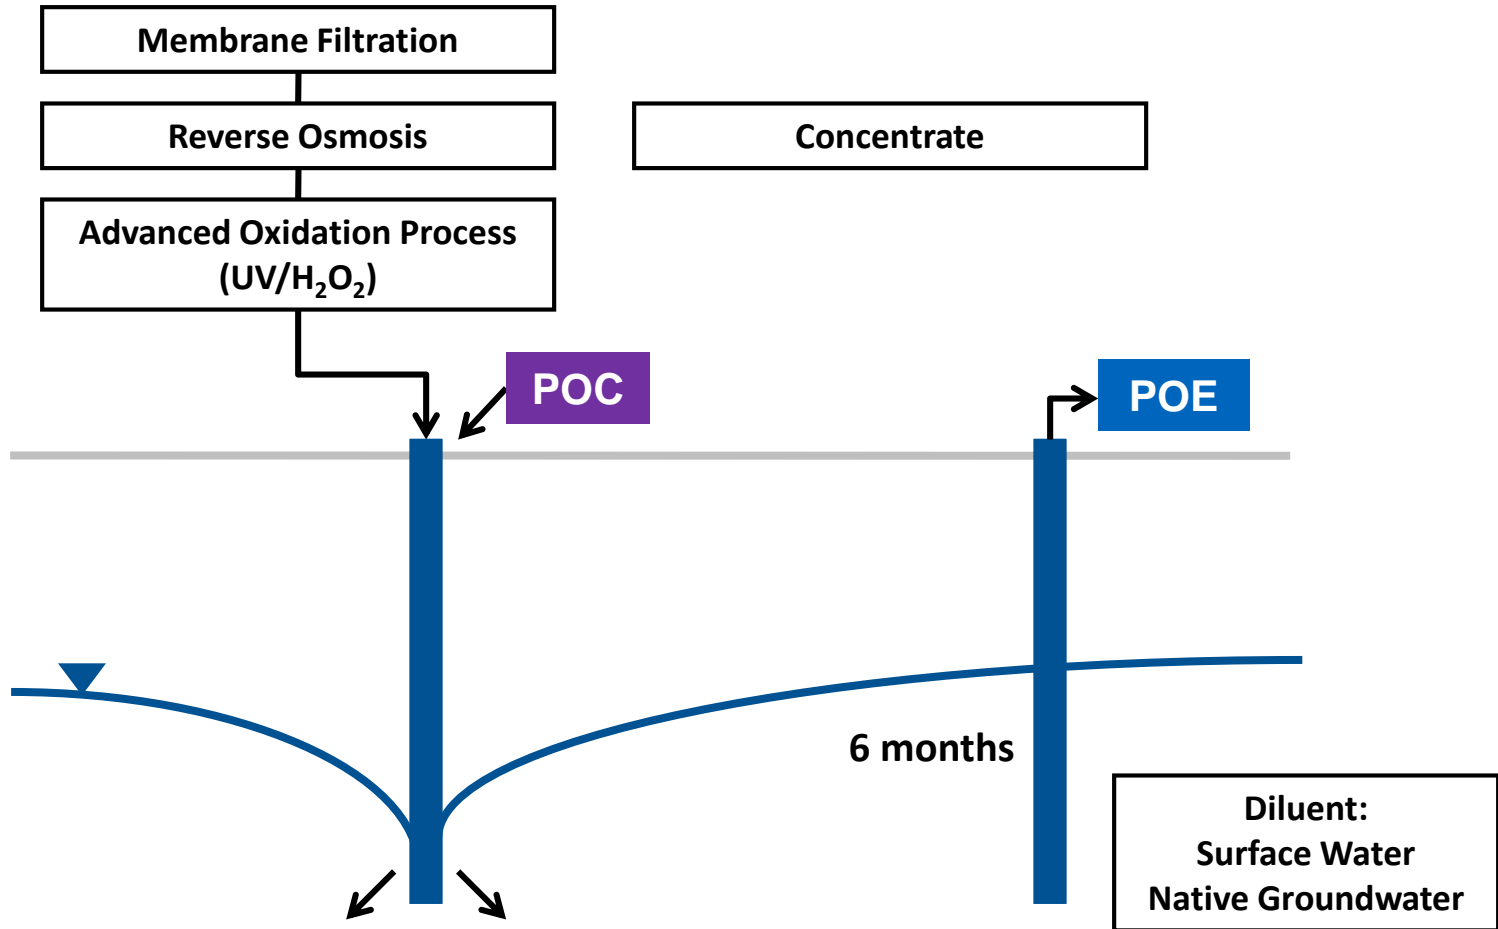 Membrane Filtration
Reverse Osmosis
Concentrate
Advanced Oxidation Process
(UV/H₂O₂)
POC
POE
6 months
Diluent:
Surface Water
Native Groundwater